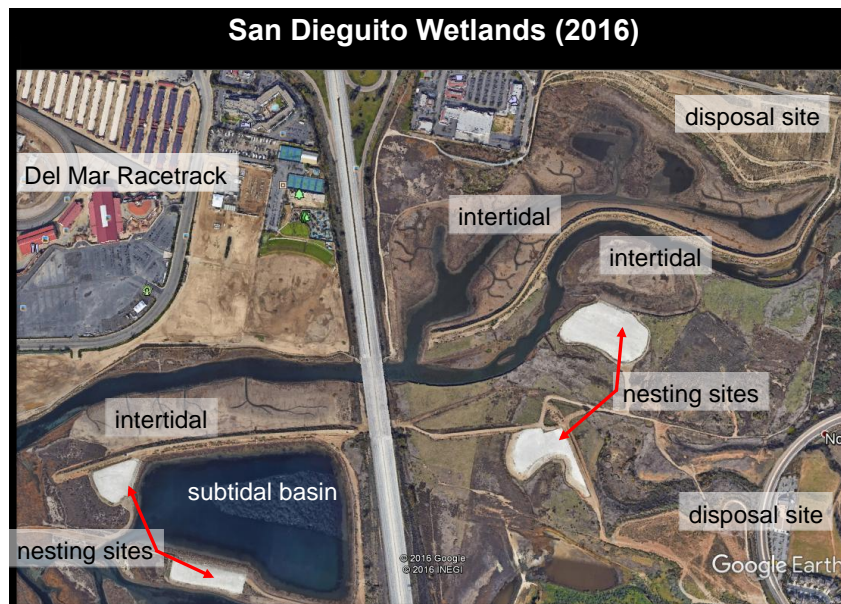 San Dieguito Wetlands (2016)
disposal site
Del Mar Racetrack
intertidal
intertidal
nesting sites
intertidal
No
subtidal basin
disposal site
nesting sites
© 2016 Google
© 2016 INEGI
Google Earth